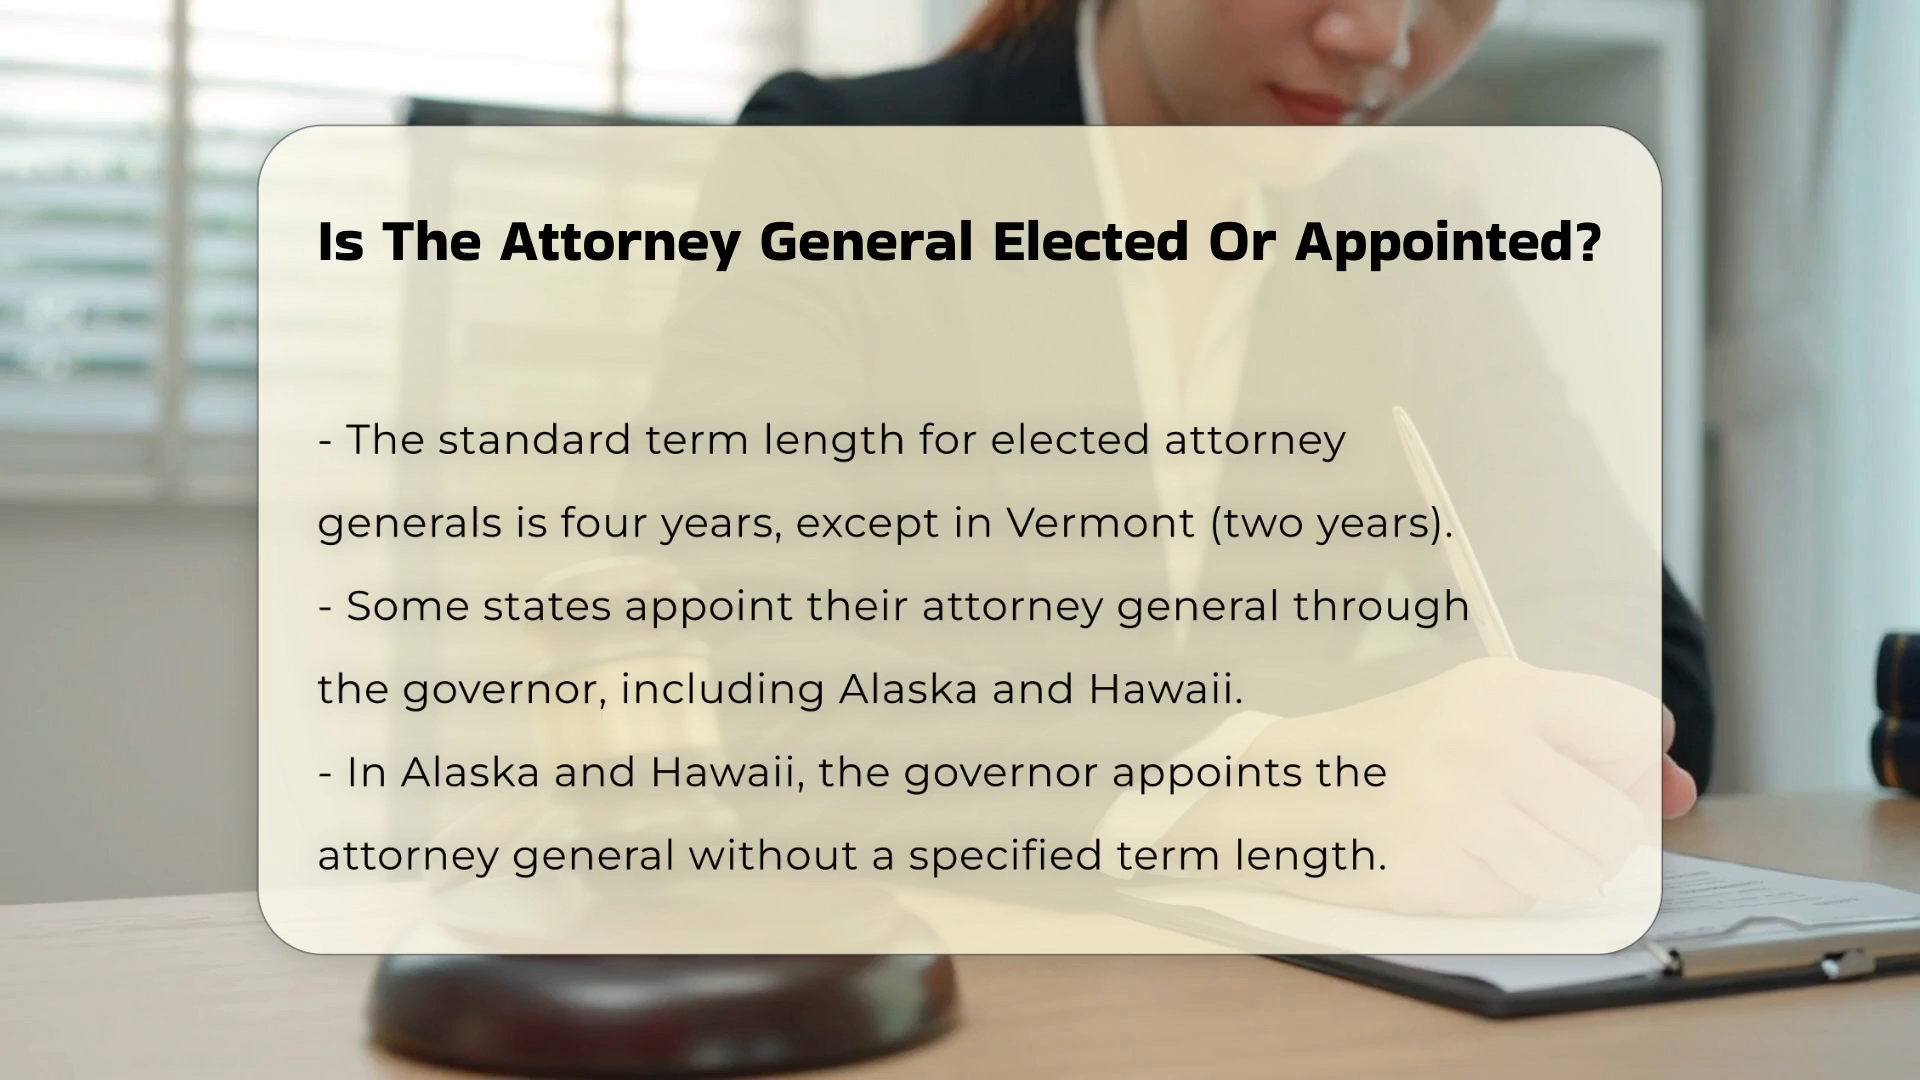 Is The Attorney General Elected Or Appointed?
- The standard term length for elected attorney
generals is four years, except in Vermont (two years).
- Some states appoint their attorney general through
the governor, including Alaska and Hawaii.
- In Alaska and Hawaii, the governor appoints the
attorney general without a specified term length.